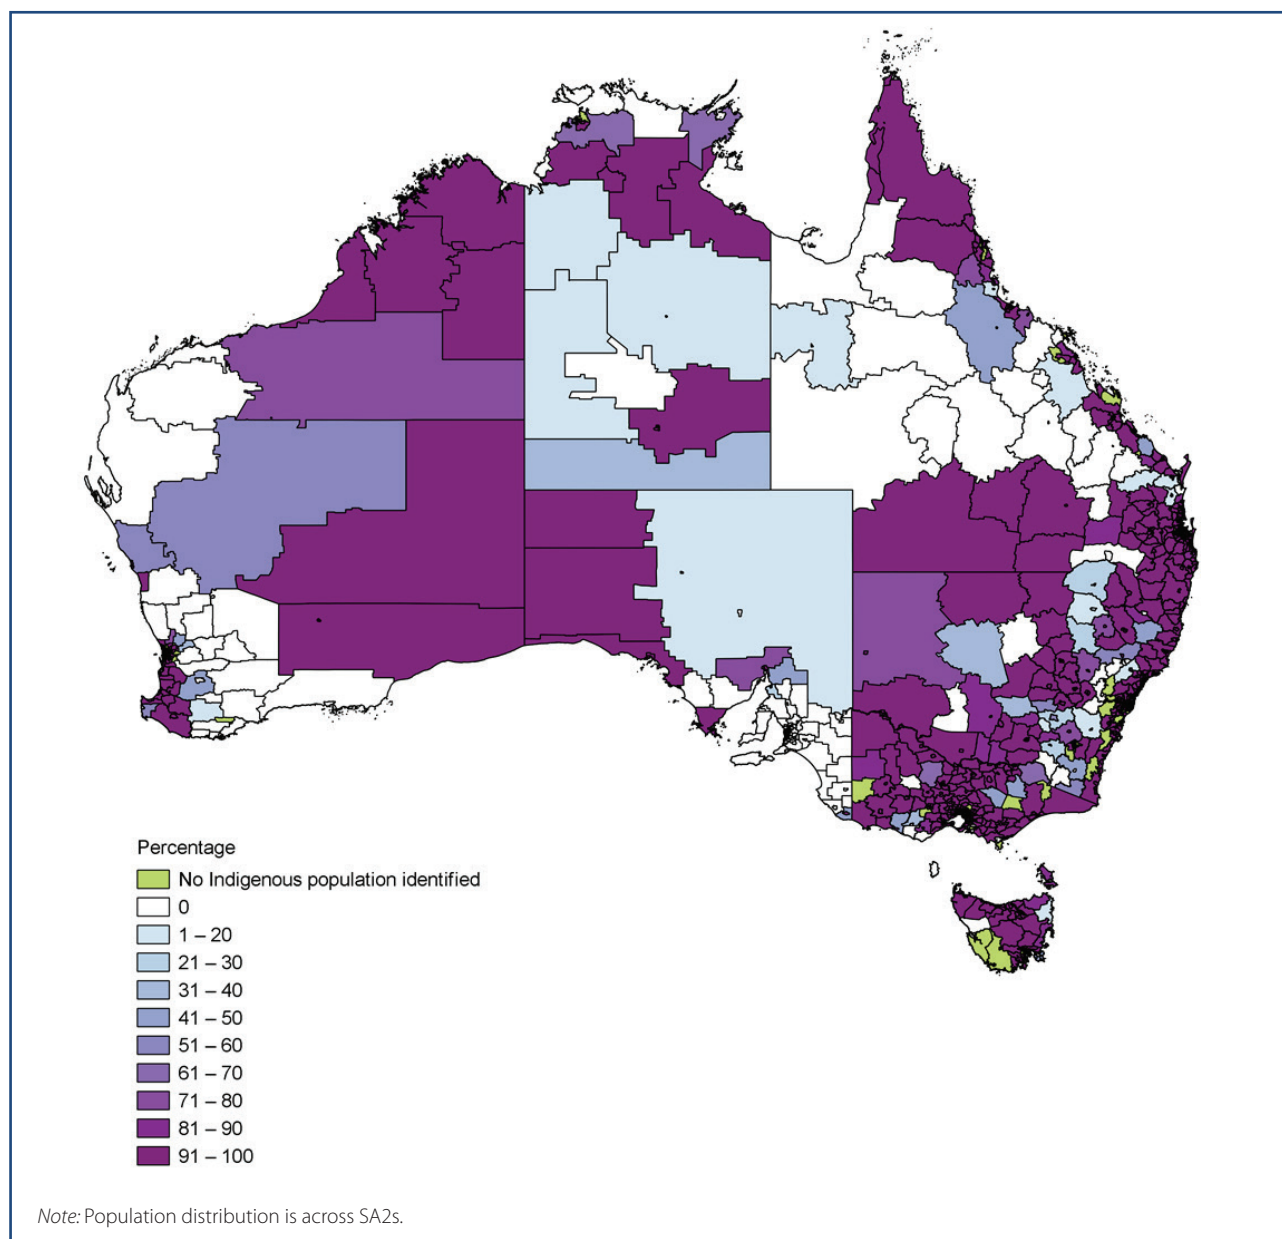 Percentage
No Indigenous population identified
0
1 – 20
21 – 30
31 – 40
41 – 50
51 – 60
61 – 70
71 – 80
81 – 90
91 – 100
Note: Population distribution is across SA2s.